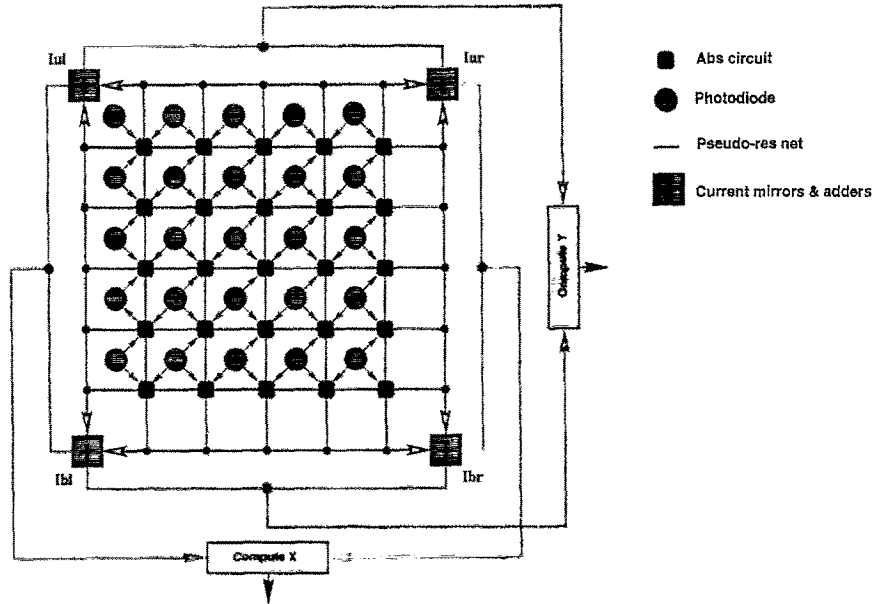 Iul
Iur
Abs circuit
Photodiode
Pseudo-res net
Current mirrors & adders
Compute Y
Ibl
Ibr
Compute X